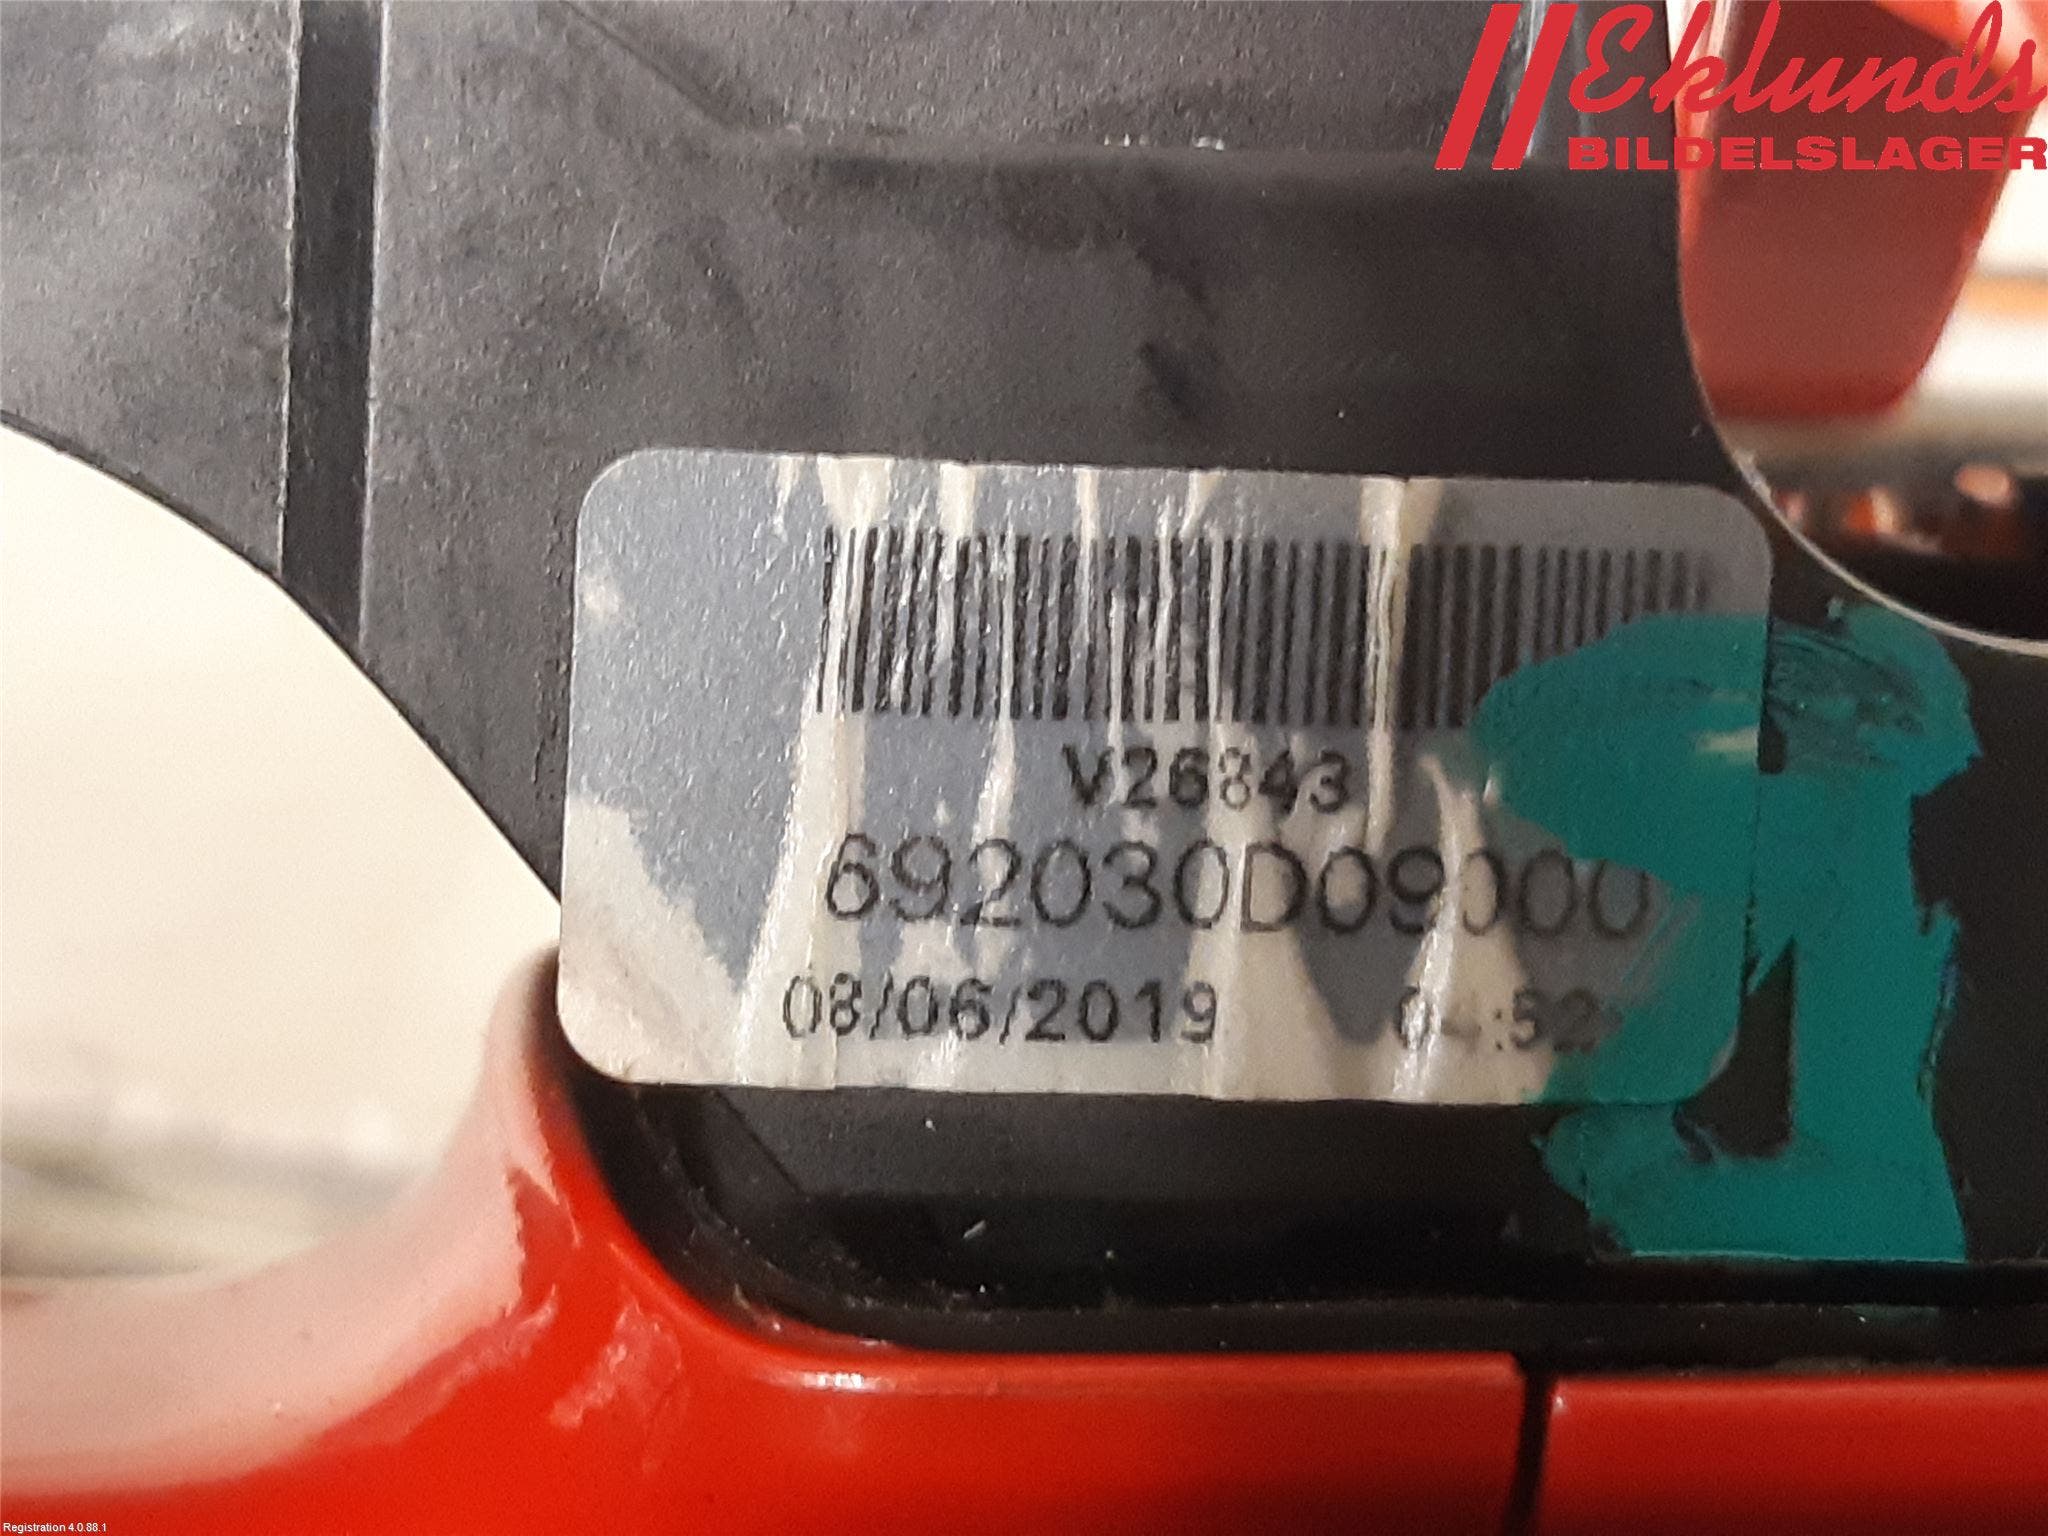 Eklunds
BILDELSLAGER
V26843
692030D09000
08/06/2019
Registration 4.0.88.1